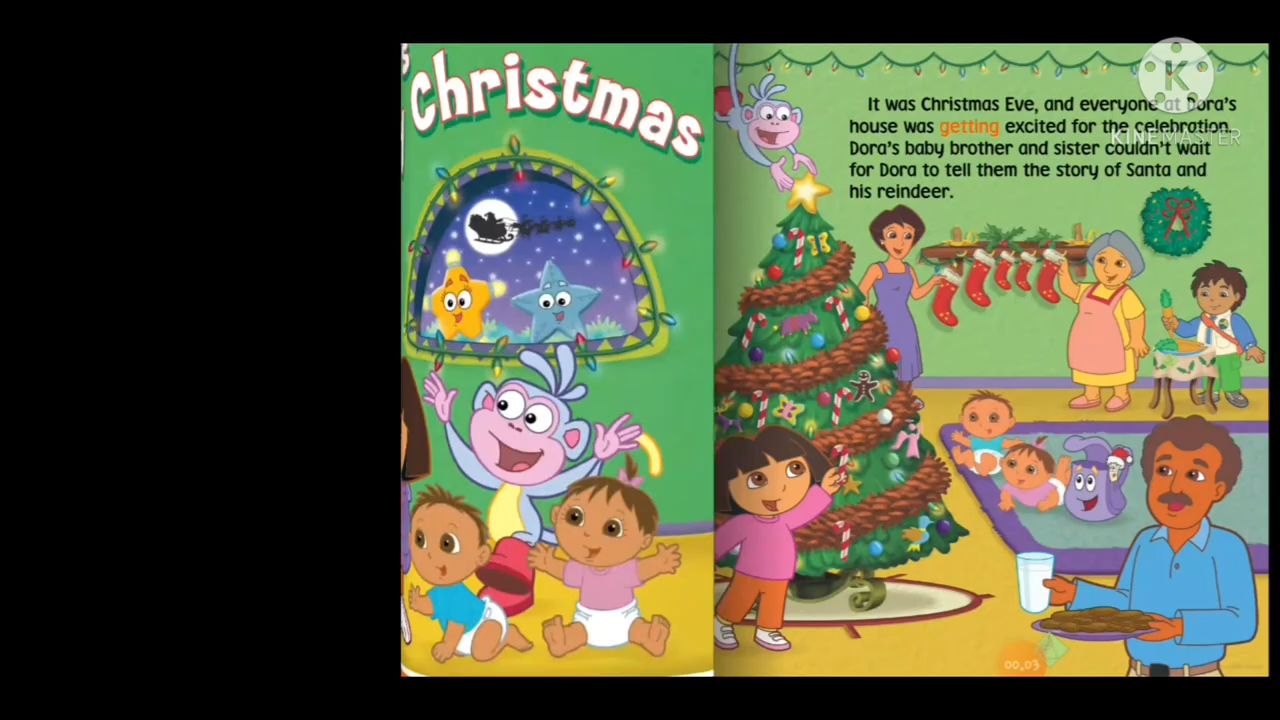 Christmas
It was Christmas Eve, and everyone at Dora's
house was getting excited for the celebration.
Dora's baby brother and sister couldn't wait
for Dora to tell them the story of Santa and
his reindeer.
K
KINEMASTER
00,03